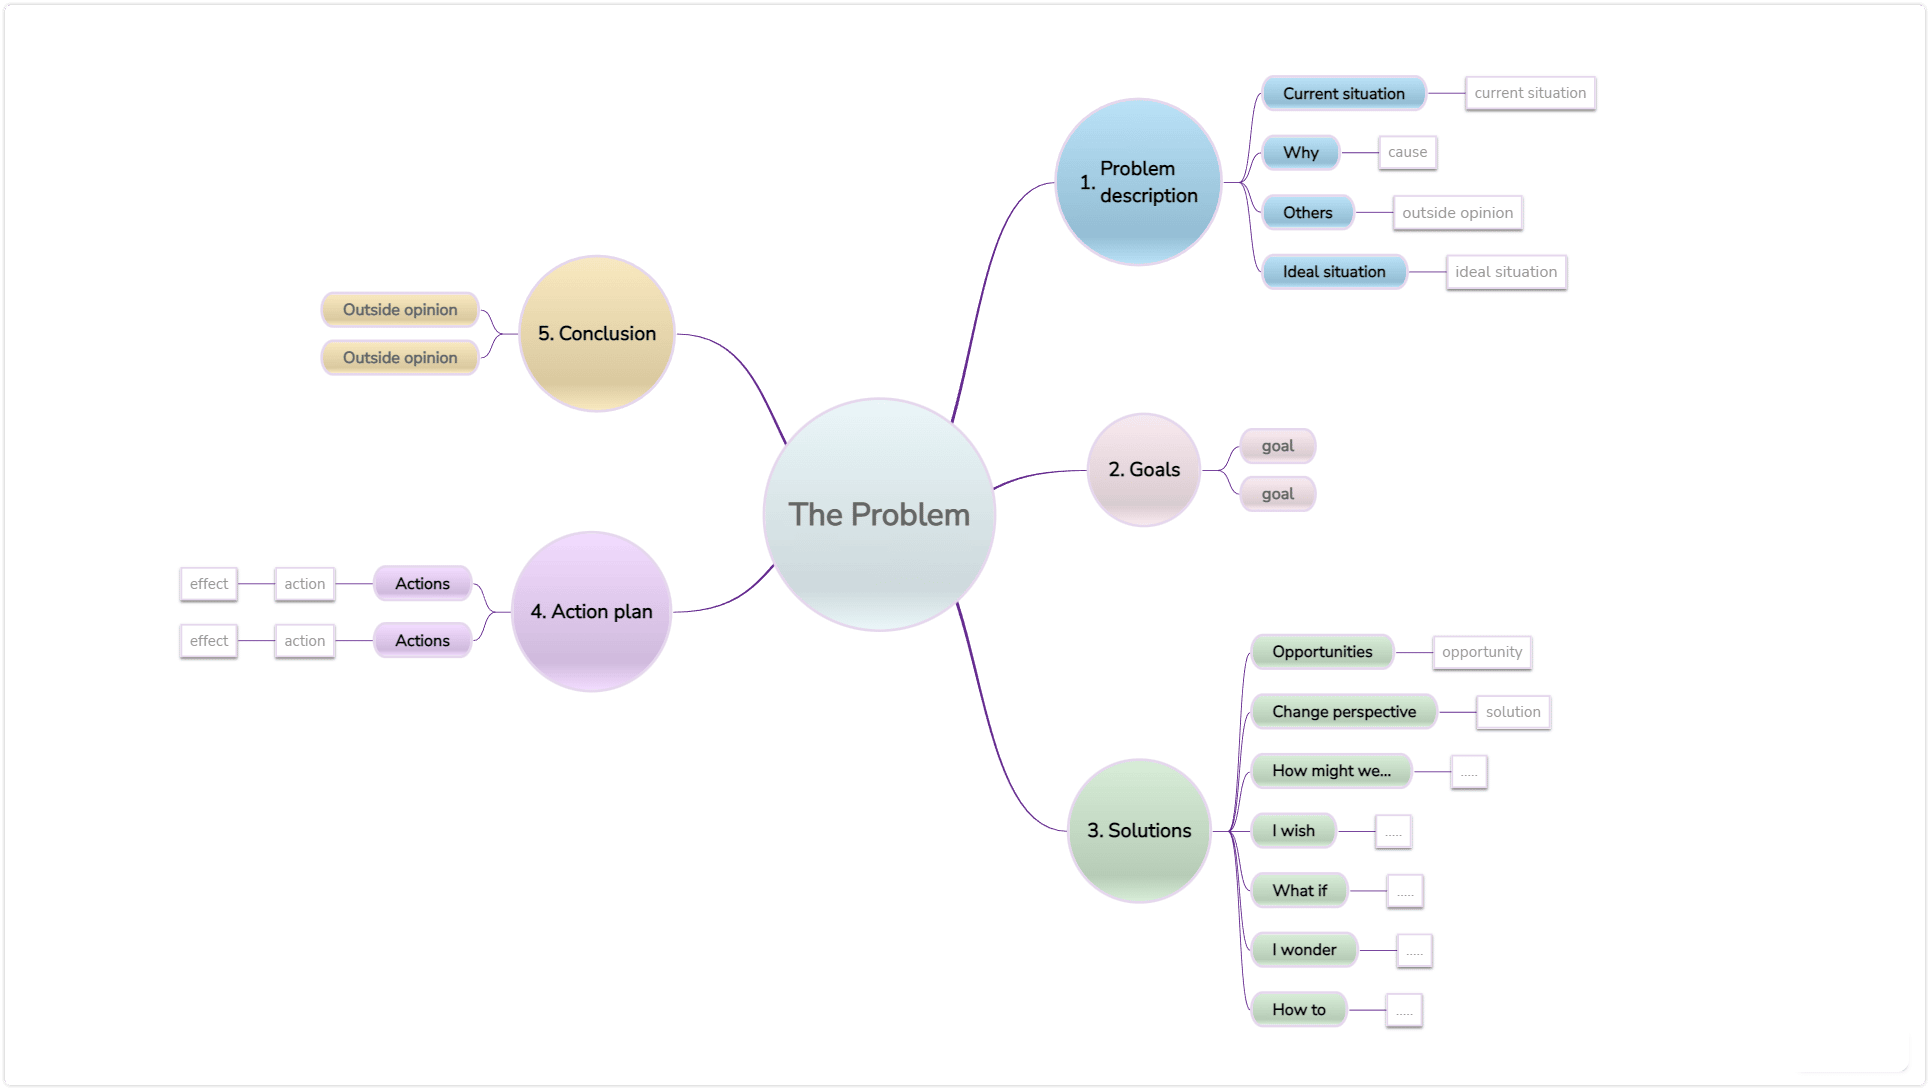 The Problem
1. Problem
description
Current situation
current situation
Why
cause
Others
outside opinion
Ideal situation
ideal situation
2. Goals
goal
goal
3. Solutions
Opportunities
opportunity
Change perspective
solution
How might we...
.....
I wish
.....
What if
.....
I wonder
.....
How to
.....
4. Action plan
Actions
action
effect
Actions
action
effect
5. Conclusion
Outside opinion
Outside opinion